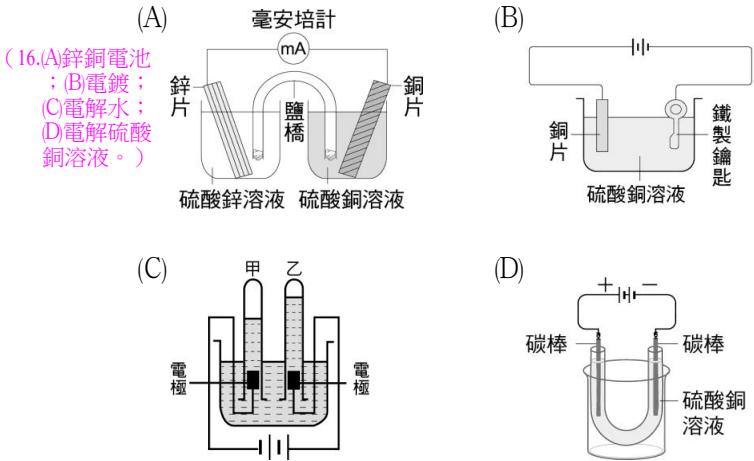 （16.(A)鋅銅電池
；(B)電鍍；
(C)電解水；
(D)電解硫酸
銅溶液。）
(A)
毫安培計
mA
鋅片
鹽橋
銅片
硫酸鋅溶液
硫酸銅溶液
(B)
銅片
鐵製鑰匙
硫酸銅溶液
(C)
甲
乙
電極
電極
(D)
+
−
碳棒
碳棒
硫酸銅
溶液